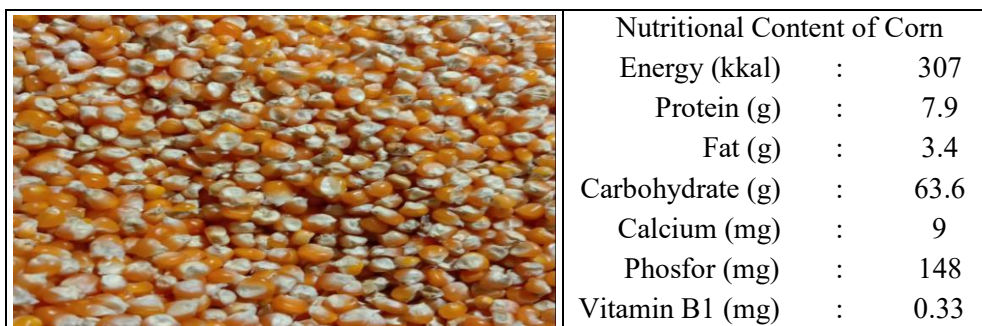 Nutritional Content of Corn
Energy (kkal) : 307
Protein (g) : 7.9
Fat (g) : 3.4
Carbohydrate (g) : 63.6
Calcium (mg) : 9
Phosfor (mg) : 148
Vitamin B1 (mg) : 0.33